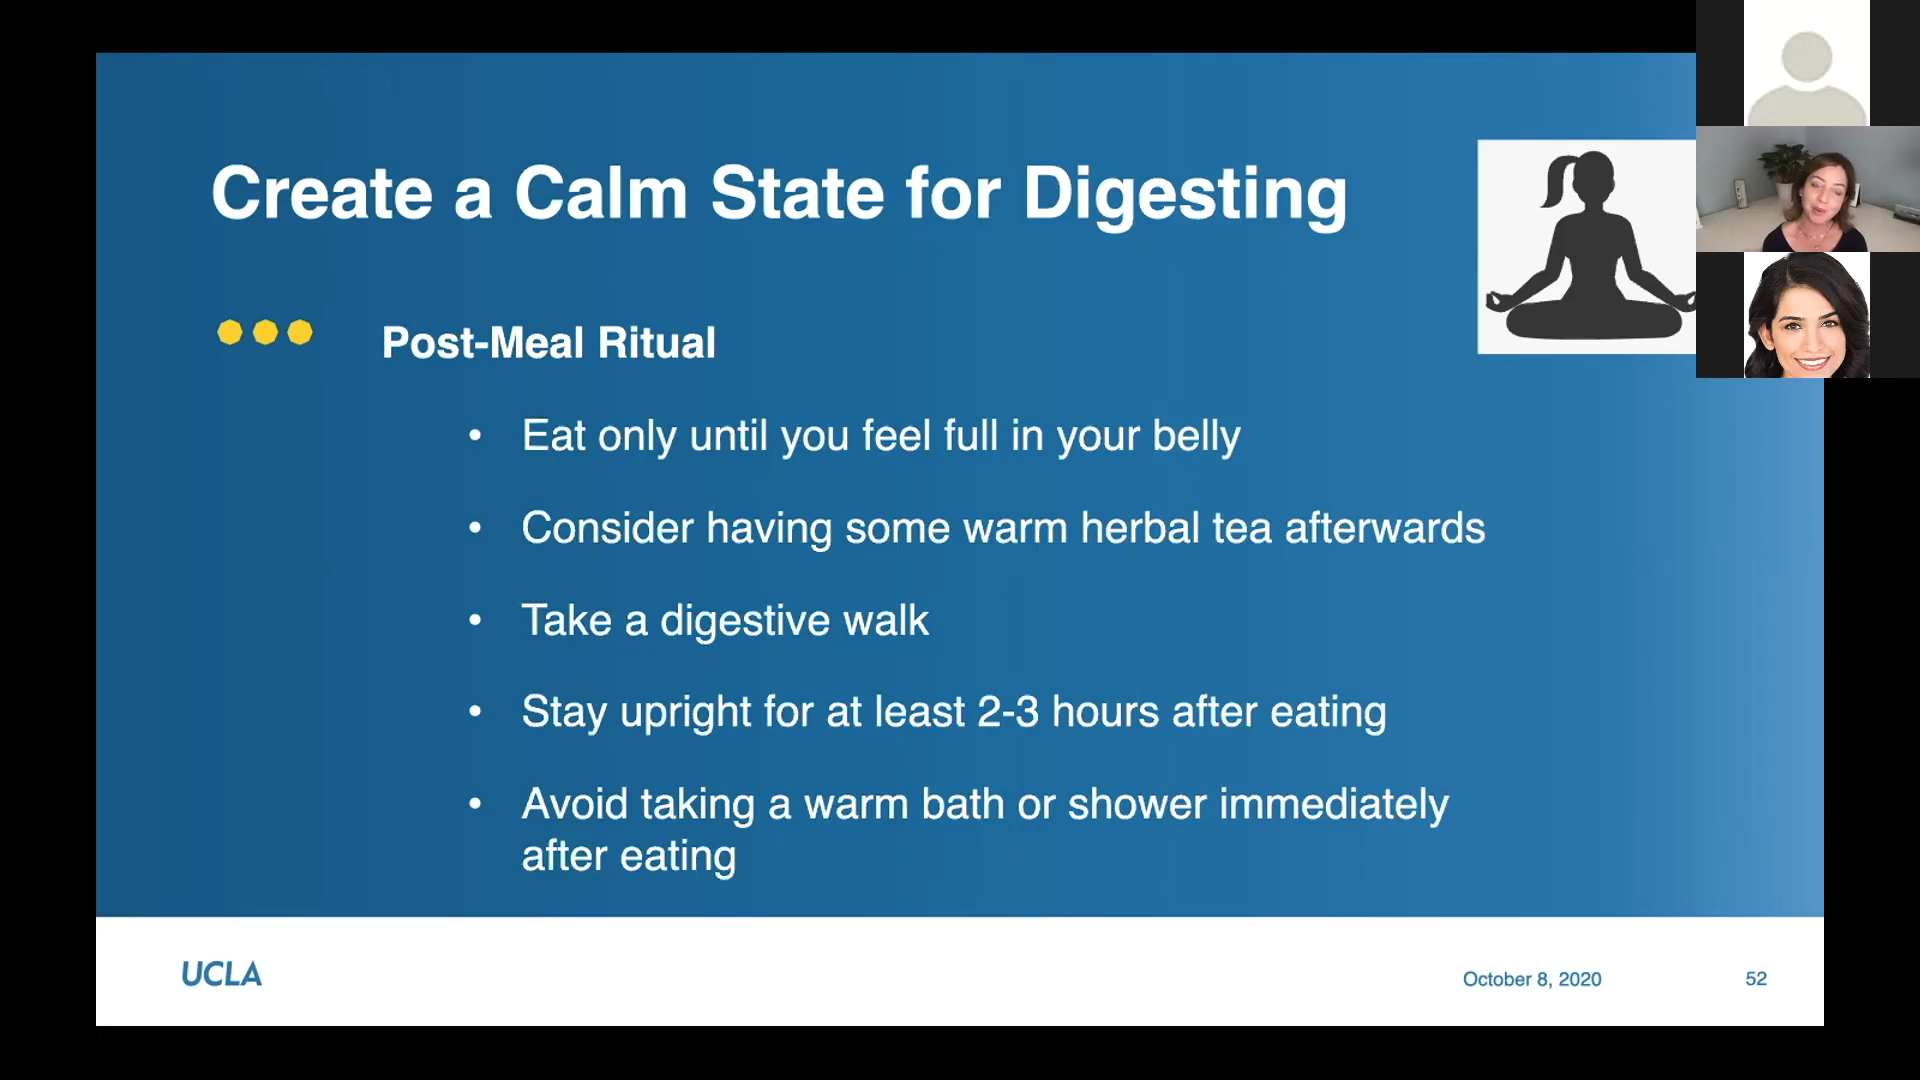 Create a Calm State for Digesting
Post-Meal Ritual
• Eat only until you feel full in your belly
• Consider having some warm herbal tea afterwards
• Take a digestive walk
• Stay upright for at least 2-3 hours after eating
• Avoid taking a warm bath or shower immediately
after eating
UCLA
October 8, 2020
52